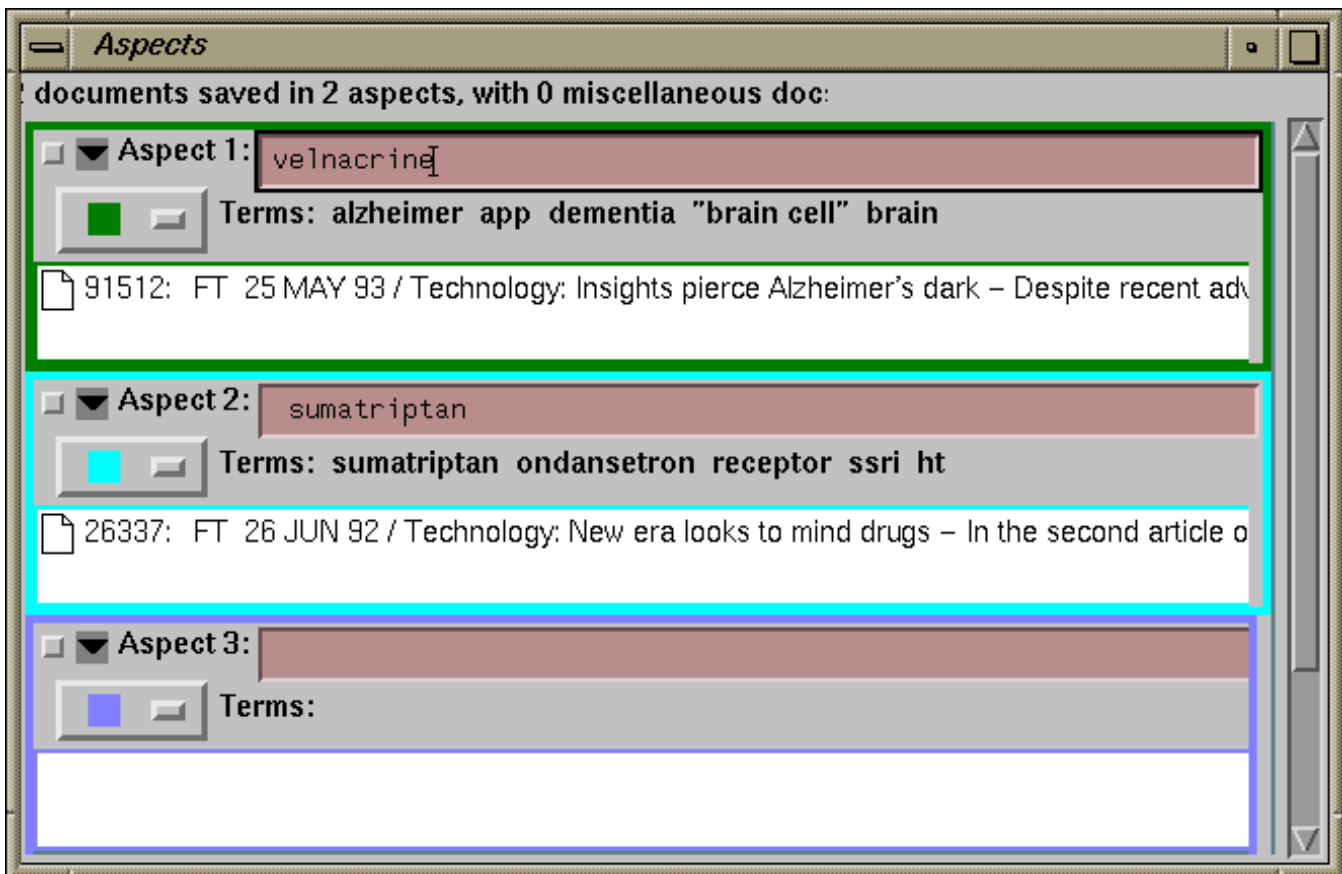 Aspects
documents saved in 2 aspects, with 0 miscellaneous doc
Aspect 1: velnacrine
Terms: alzheimer app dementia "brain cell" brain
91512: FT 25 MAY 93 / Technology: Insights pierce Alzheimer's dark – Despite recent adv
Aspect 2: sumatriptan
Terms: sumatriptan ondansetron receptor ssri ht
26337: FT 26 JUN 92 / Technology: New era looks to mind drugs – In the second article o
Aspect 3:
Terms: